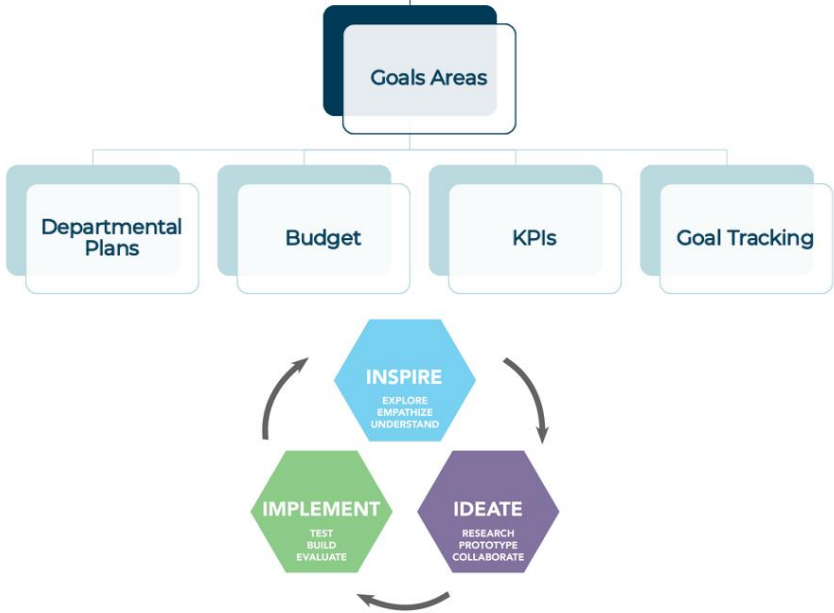 Goals Areas
Departmental
Plans
Budget
KPIs
Goal Tracking
INSPIRE
EXPLORE
EMPATHIZE
UNDERSTAND
IMPLEMENT
TEST
BUILD
EVALUATE
IDEATE
RESEARCH
PROTOTYPE
COLLABORATE